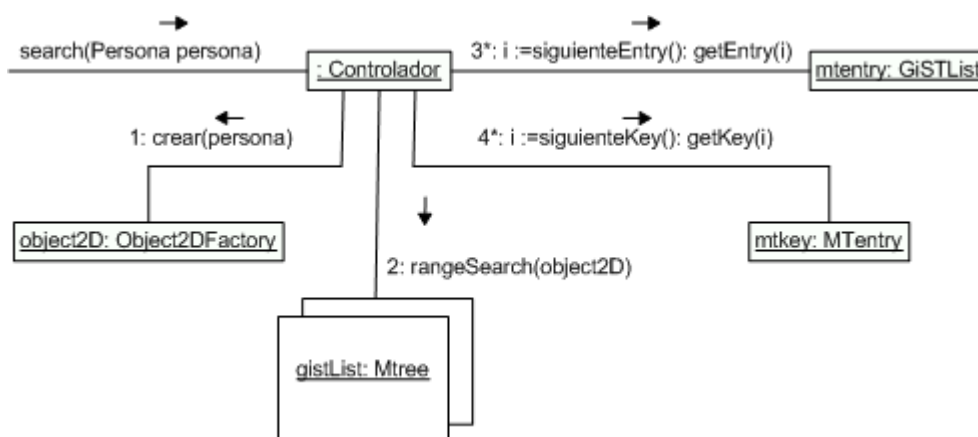 search(Persona persona)
: Controlador
3*: i :=siguienteEntry(): getEntry(i)
mtentry: GiSTList
1: crear(persona)
4*: i :=siguienteKey(): getKey(i)
object2D: Object2DFactory
mtkey: MTentry
2: rangeSearch(object2D)
gistList: Mtree